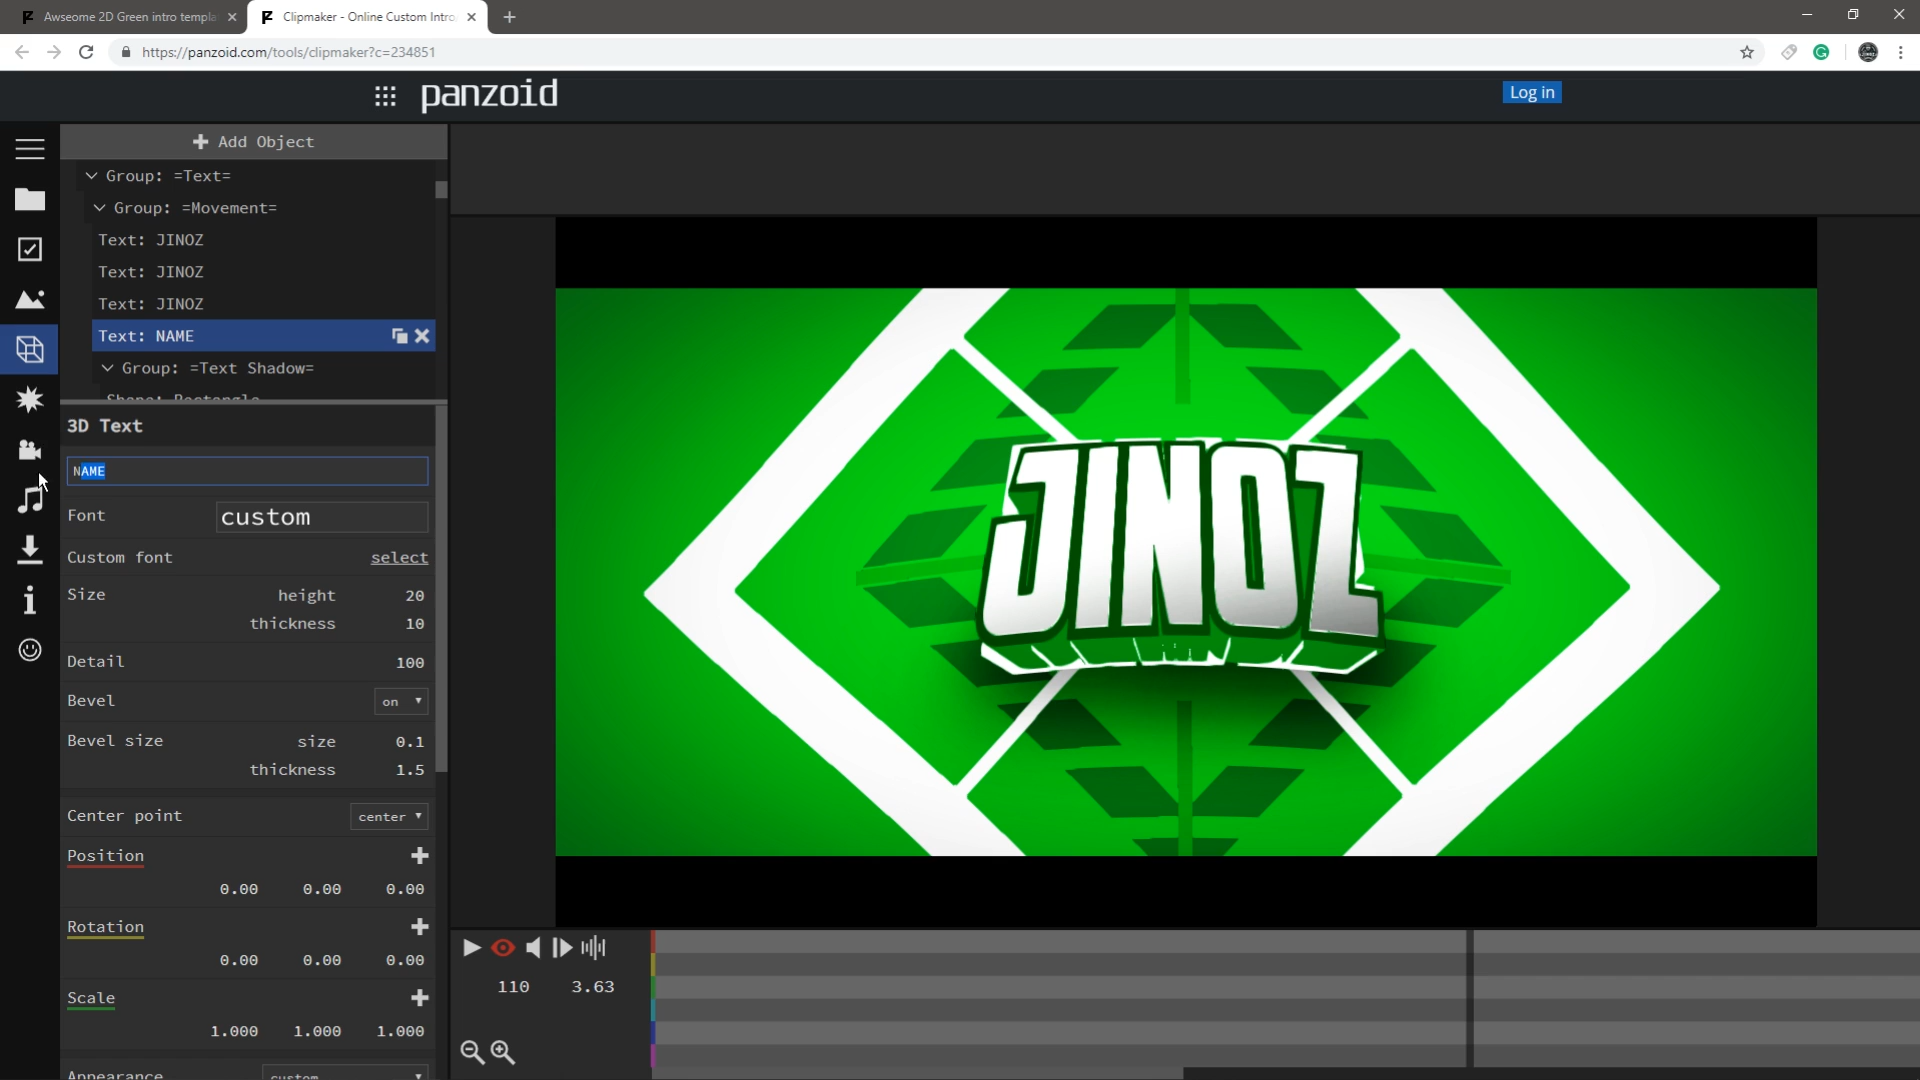 Awseome 2D Green intro templa
Clipmaker - Online Custom Intro
https://panzoid.com/tools/clipmaker?c=234851
panzoid
Log in
Add Object
Group: =Text=
Group: =Movement=
Text: JINOZ
Text: JINOZ
Text: JINOZ
Text: NAME
Group: =Text Shadow=
Shape: Rectangle
3D Text
NAME
Font custom
Custom font select
Size height 20
thickness 10
Detail 100
Bevel on
Bevel size size 0.1
thickness 1.5
Center point center
Position
0.00 0.00 0.00
Rotation
0.00 0.00 0.00
Scale
1.000 1.000 1.000
Appearance custom
JINOZ
110 3.63